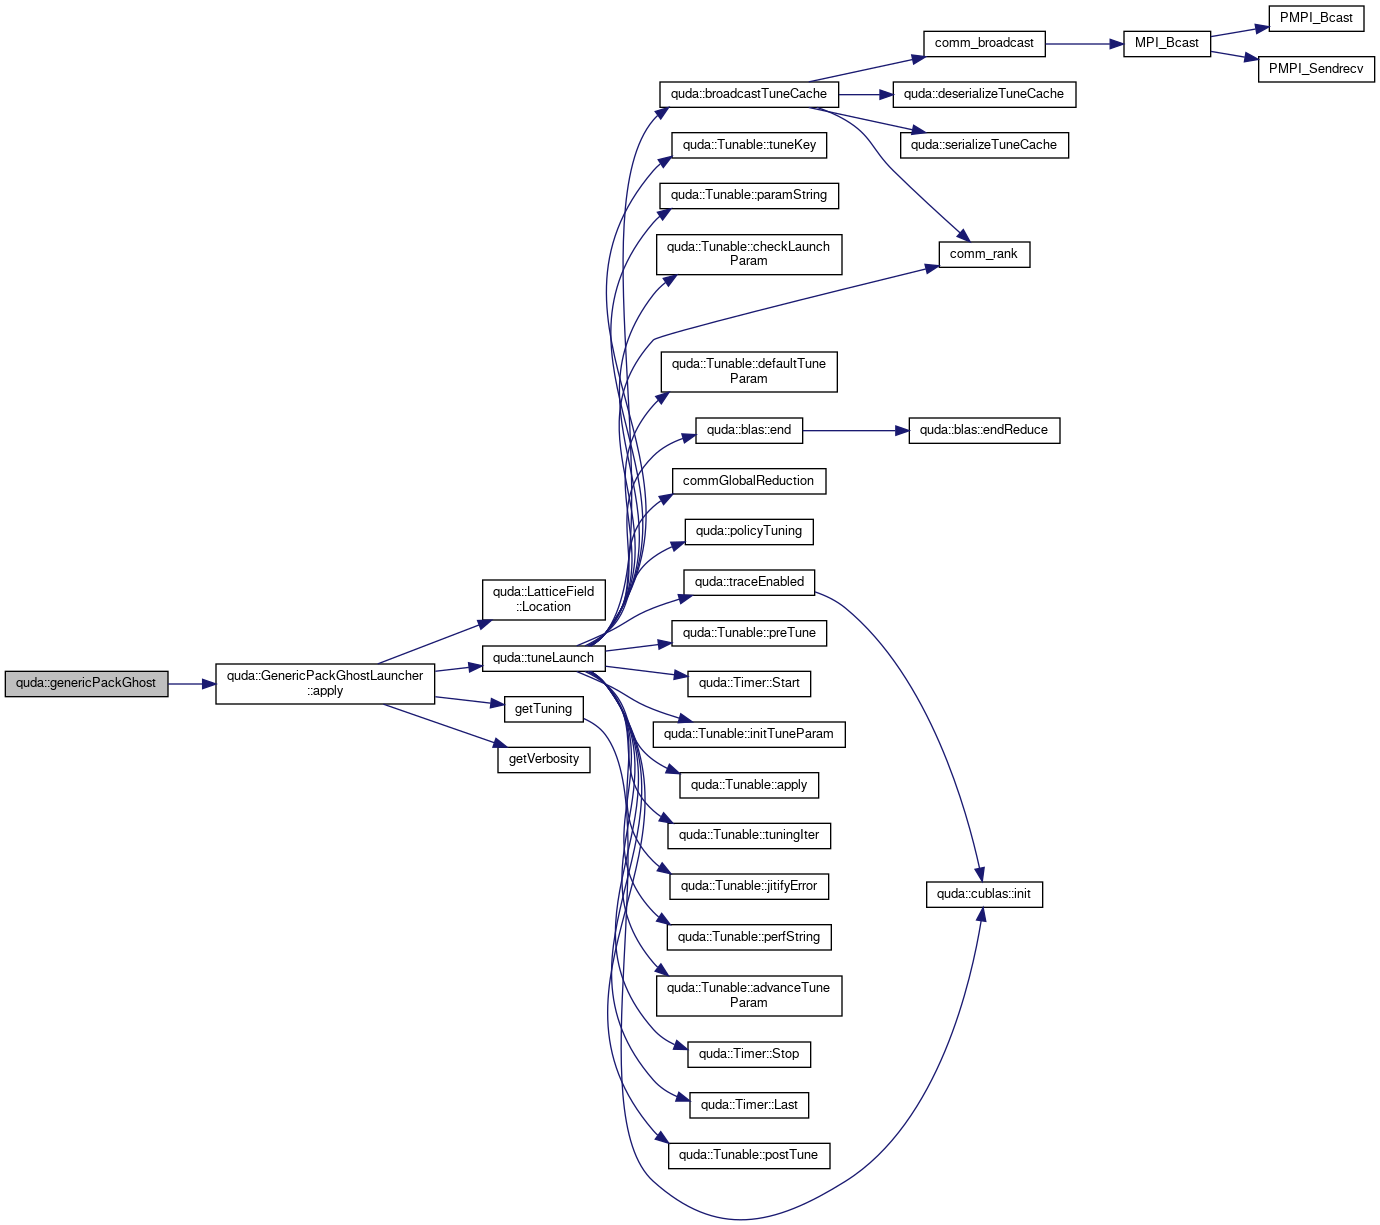 PMPI_Bcast
comm_broadcast
MPI_Bcast
PMPI_Sendrecv
quda::broadcastTuneCache
quda::deserializeTuneCache
quda::Tunable::tuneKey
quda::serializeTuneCache
quda::Tunable::paramString
quda::Tunable::checkLaunch
Param
comm_rank
quda::Tunable::defaultTune
Param
quda::blas::end
quda::blas::endReduce
commGlobalReduction
quda::policyTuning
quda::traceEnabled
quda::LatticeField
::Location
quda::Tunable::preTune
quda::tuneLaunch
quda::genericPackGhost
quda::GenericPackGhostLauncher
::apply
quda::Timer::Start
getTuning
quda::Tunable::initTuneParam
getVerbosity
quda::Tunable::apply
quda::Tunable::tuningIter
quda::Tunable::jitifyError
quda::cublas::init
quda::Tunable::perfString
quda::Tunable::advanceTune
Param
quda::Timer::Stop
quda::Timer::Last
quda::Tunable::postTune